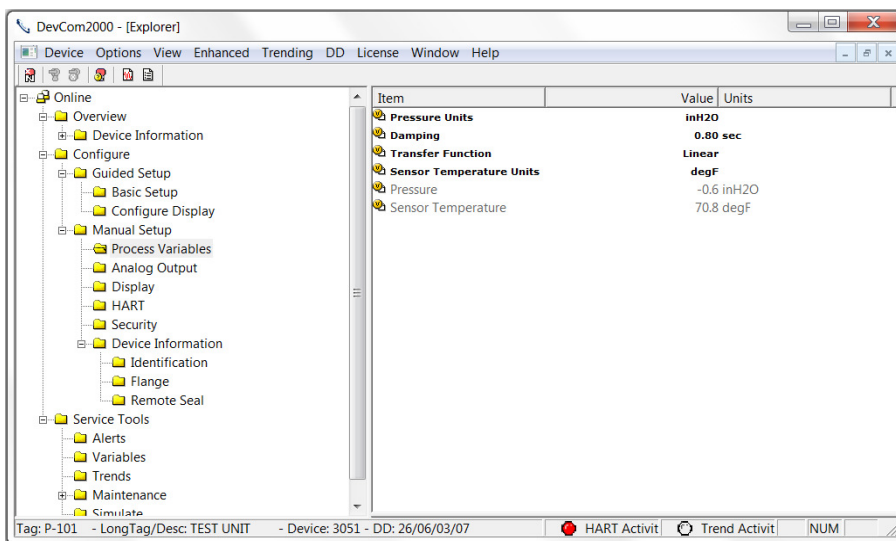 DevCom2000 - [Explorer]
Device Options View Enhanced Trending DD License Window Help
Online
Overview
Device Information
Configure
Guided Setup
Basic Setup
Configure Display
Manual Setup
Process Variables
Analog Output
Display
HART
Security
Device Information
Identification
Flange
Remote Seal
Service Tools
Alerts
Variables
Trends
Maintenance
Simulate
Item Value Units
Pressure Units inH2O
Damping 0.80 sec
Transfer Function Linear
Sensor Temperature Units degF
Pressure -0.6 inH2O
Sensor Temperature 70.8 degF
Tag: P-101 - LongTag/Desc: TEST UNIT - Device: 3051 - DD: 26/06/03/07 HART Activit Trend Activit NUM